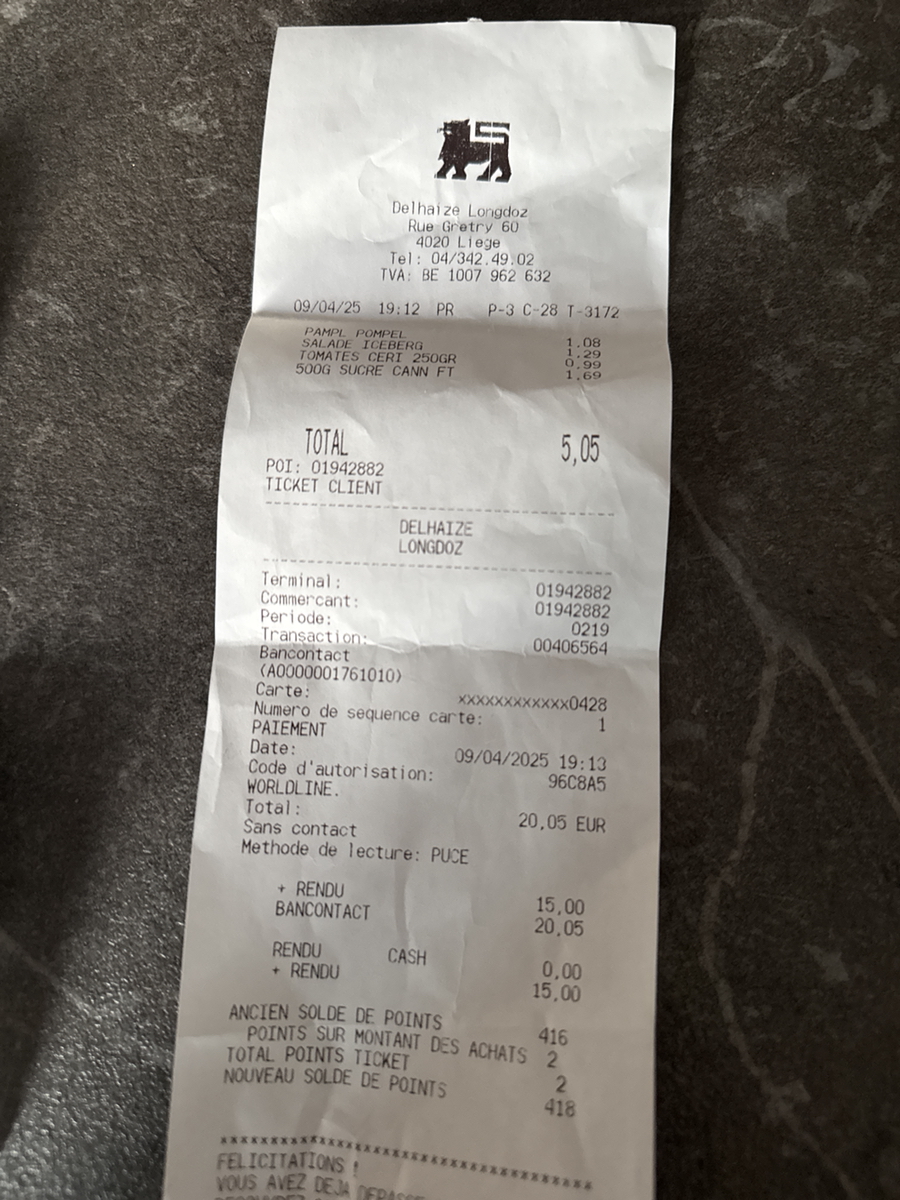 Delhaize Longdoz
Rue Gretry 60
4020 Liege
Tel: 04/342.49.02
TVA: BE 1007 962 632
09/04/25 19:12 PR P-3 C-28 T-3172
PAMPL POMPEL 1.08
SALADE ICEBERG 1.29
TOMATES CERI 250GR 0.99
500G SUCRE CANN FT 1.69
TOTAL 5,05
POI: 01942882
TICKET CLIENT
DELHAIZE
LONGDOZ
Terminal: 01942882
Commercant: 01942882
Periode: 0219
Transaction: 00406564
Bancontact
(A0000001761010)
Carte: xxxxxxxxxxxxx0428
Numero de sequence carte: 1
PAIEMENT
Date: 09/04/2025 19:13
Code d'autorisation: 96C8A5
WORLDLINE.
Total: 20,05 EUR
Sans contact
Methode de lecture: PUCE
+ RENDU 15,00
BANCONTACT 20,05
RENDU CASH 0,00
+ RENDU 15,00
ANCIEN SOLDE DE POINTS 416
POINTS SUR MONTANT DES ACHATS 2
TOTAL POINTS TICKET 2
NOUVEAU SOLDE DE POINTS 418
*****************************************
FELICITATIONS !
VOUS AVEZ DEJA